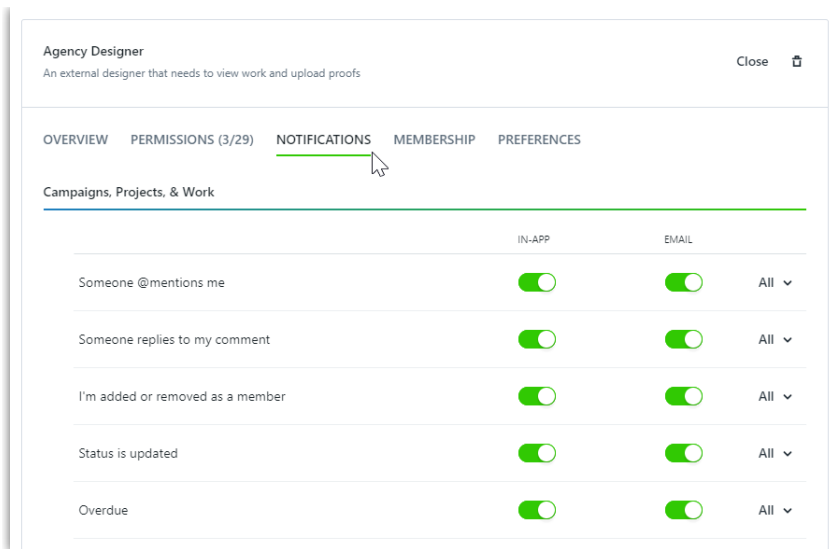 Agency Designer
An external designer that needs to view work and upload proofs
Close
OVERVIEW PERMISSIONS (3/29) NOTIFICATIONS MEMBERSHIP PREFERENCES
Campaigns, Projects, & Work
IN-APP EMAIL
Someone @mentions me All
Someone replies to my comment All
I'm added or removed as a member All
Status is updated All
Overdue All